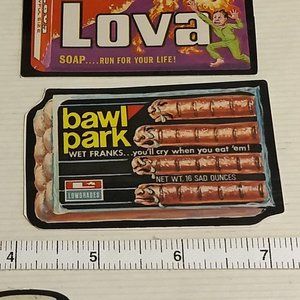 Lova
SOAP....RUN FOR YOUR LIFE!
bawl
park
WET FRANKS...you'll cry when you eat 'em!
NET WT. 16 SAD OUNCES
LOWGRADES
4 5 6 7